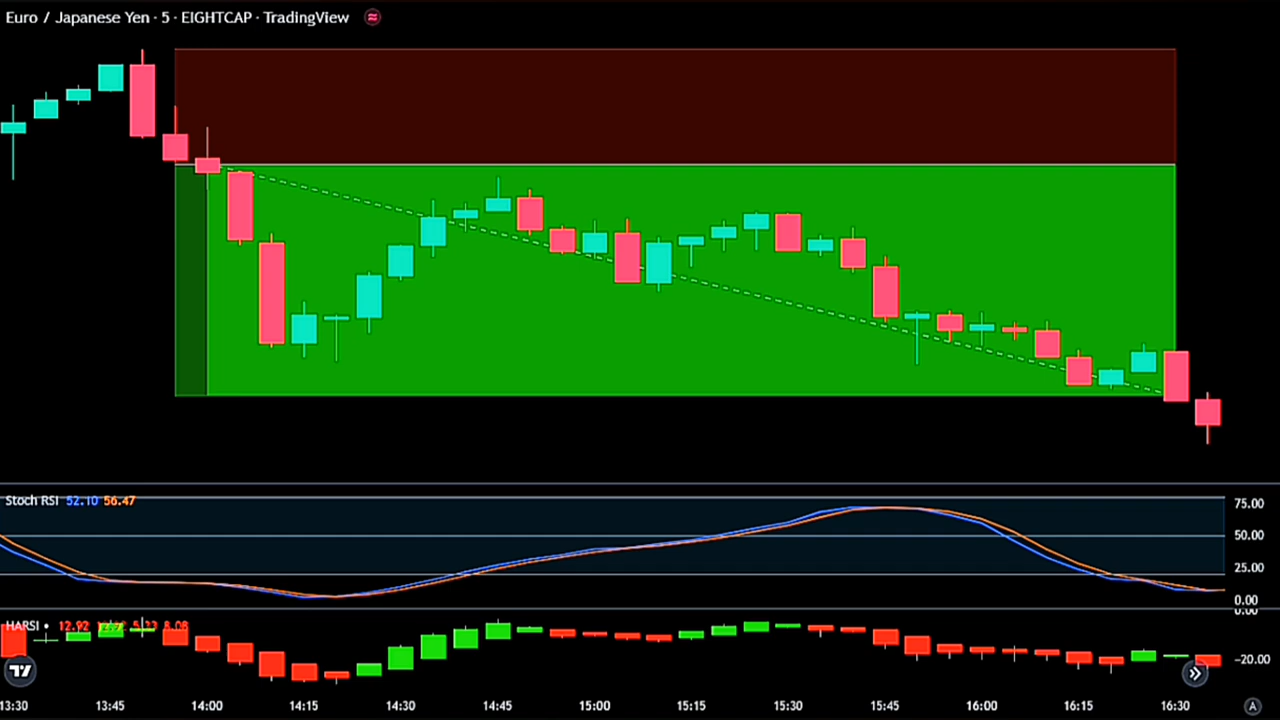 Euro / Japanese Yen · 5 · EIGHTCAP · TradingView
Stoch RSI 52.10 56.47
75.00
50.00
25.00
0.00
HARSI • 12.92 5.33 8.08
0.00
-20.00
13:30 13:45 14:00 14:15 14:30 14:45 15:00 15:15 15:30 15:45 16:00 16:15 16:30
A